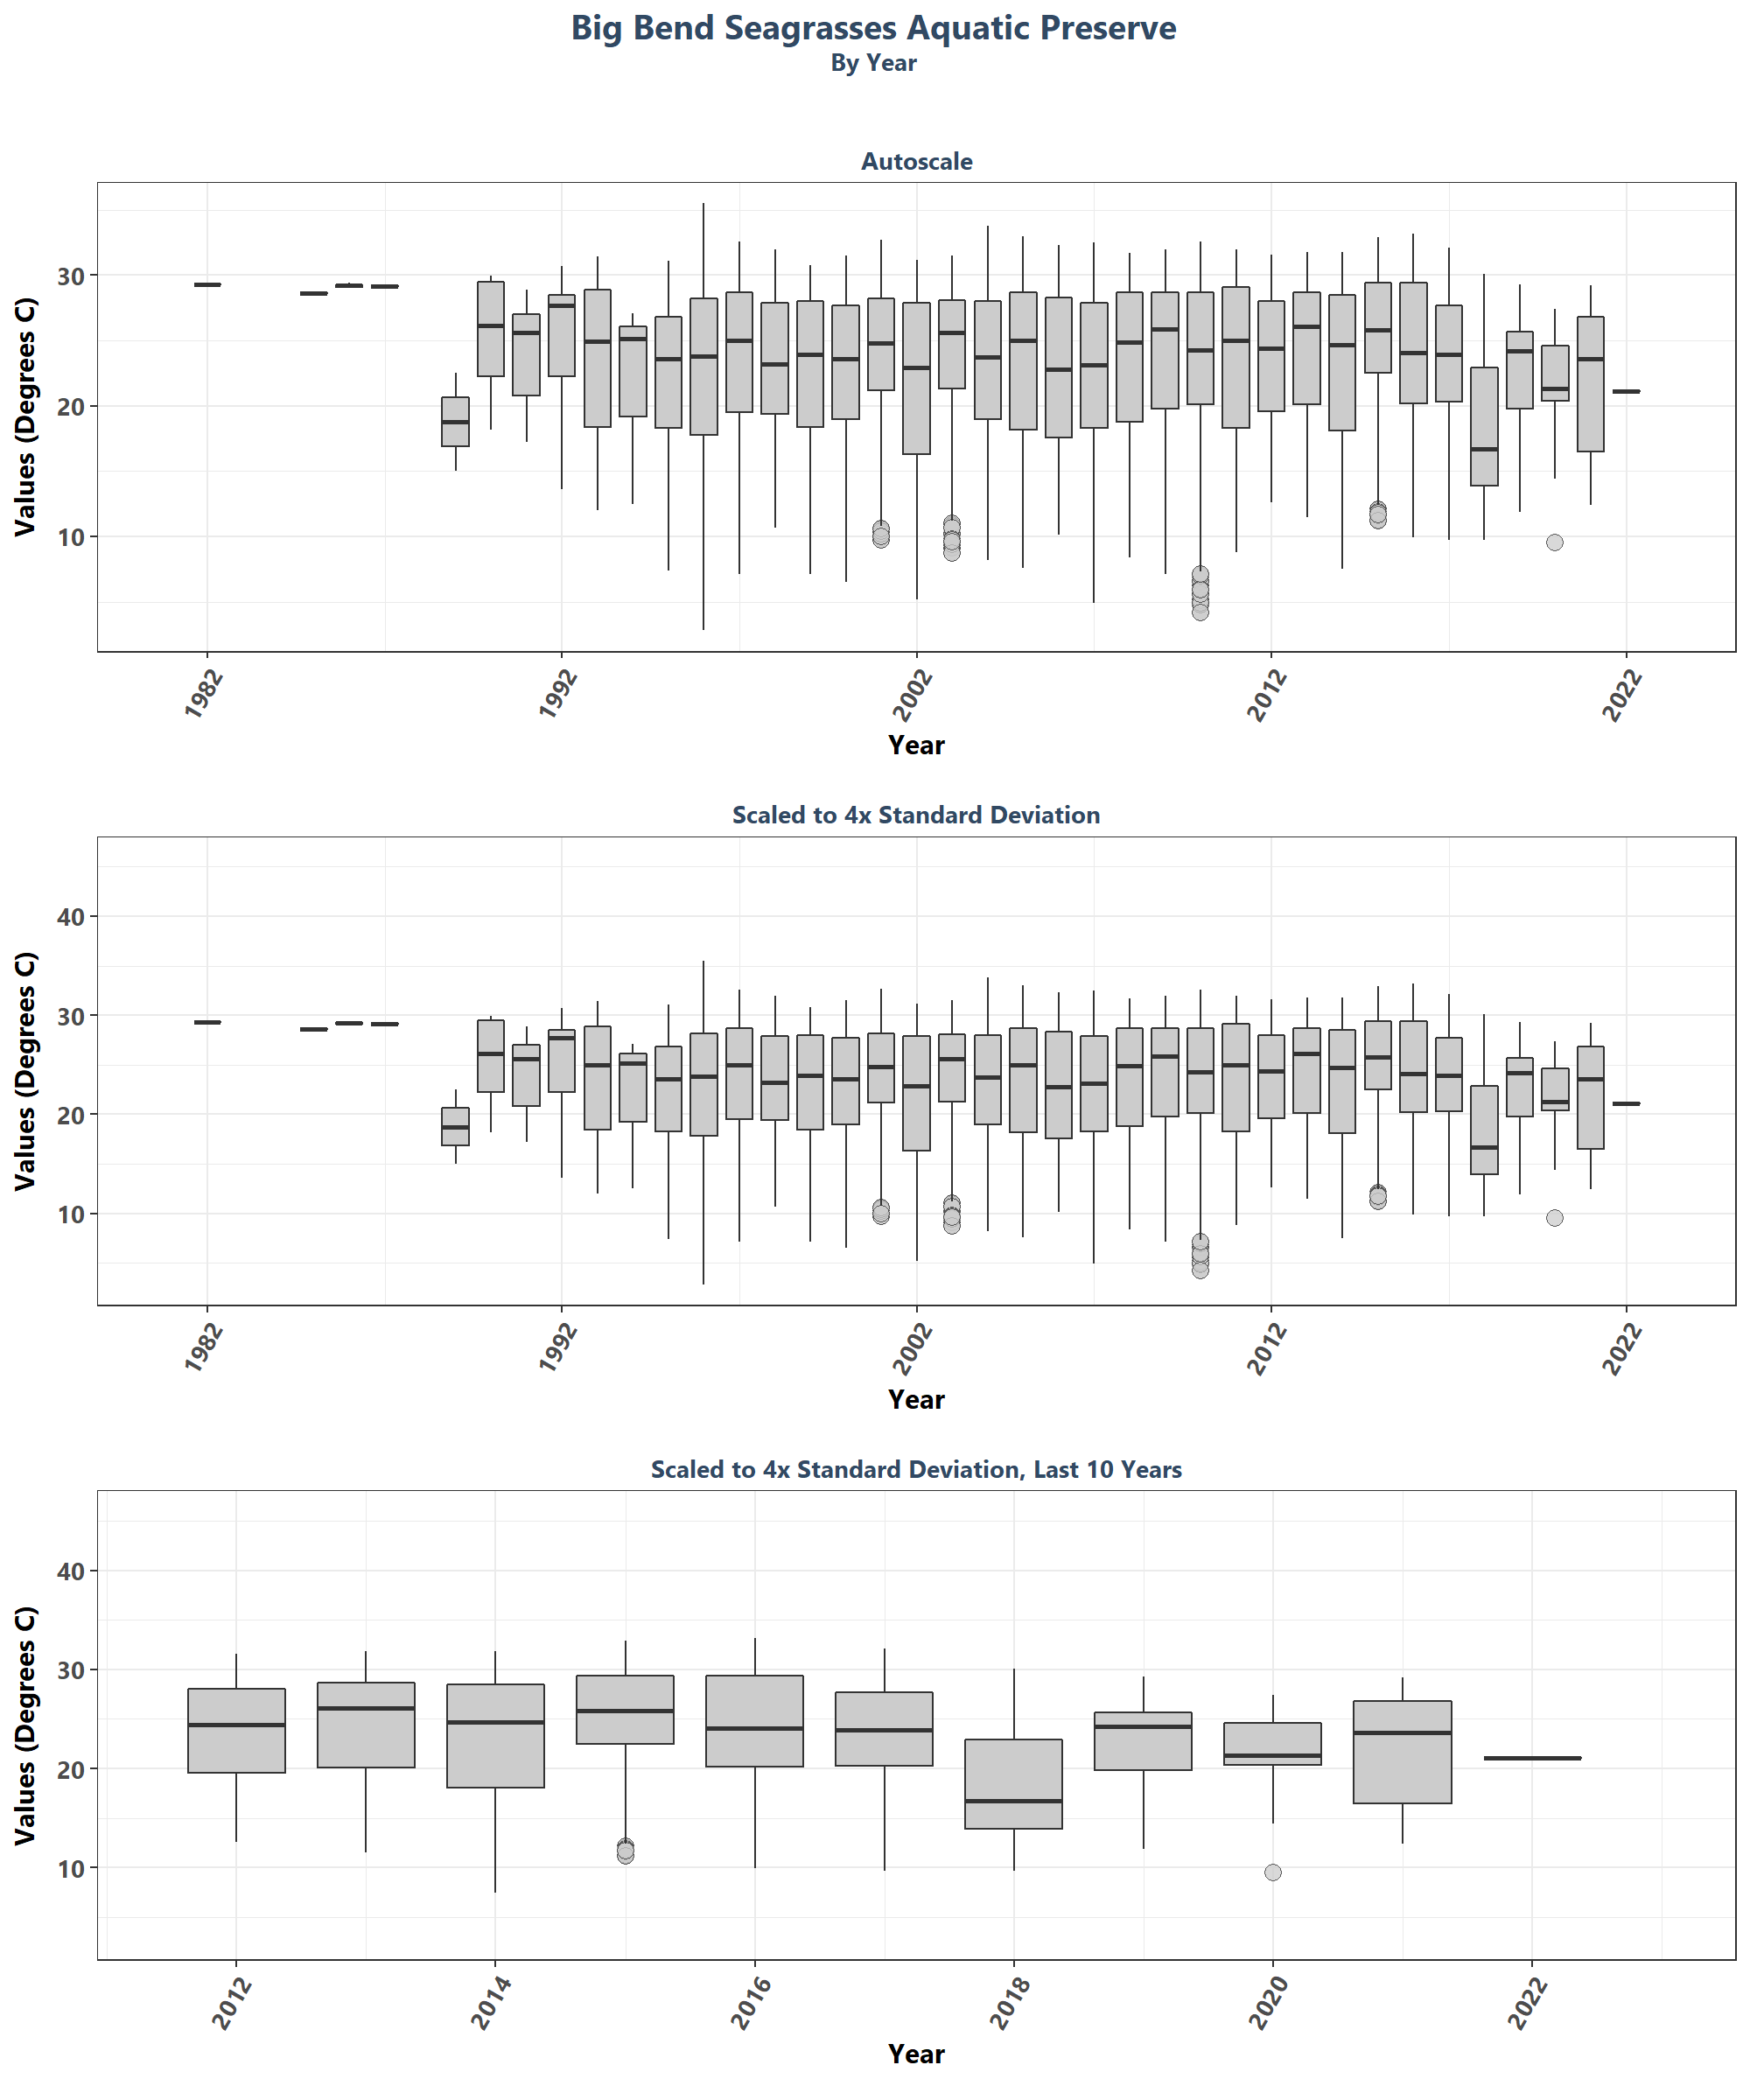 Big Bend Seagrasses Aquatic Preserve
By Year
Autoscale
Values (Degrees C)
30
20
10
1982
1992
2002
2012
2022
Year
Scaled to 4x Standard Deviation
Values (Degrees C)
40
30
20
10
1982
1992
2002
2012
2022
Year
Scaled to 4x Standard Deviation, Last 10 Years
Values (Degrees C)
40
30
20
10
2012
2014
2016
2018
2020
2022
Year